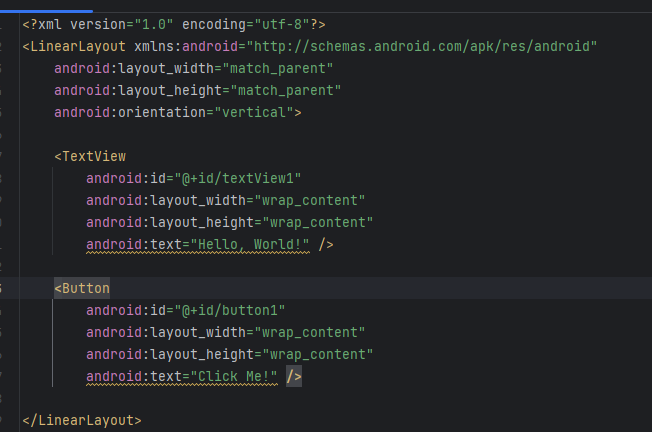 <?xml version="1.0" encoding="utf-8"?>
<LinearLayout xmlns:android="http://schemas.android.com/apk/res/android"
    android:layout_width="match_parent"
    android:layout_height="match_parent"
    android:orientation="vertical">

    <TextView
        android:id="@+id/textView1"
        android:layout_width="wrap_content"
        android:layout_height="wrap_content"
        android:text="Hello, World!" />

    <Button
        android:id="@+id/button1"
        android:layout_width="wrap_content"
        android:layout_height="wrap_content"
        android:text="Click Me!" />

</LinearLayout>